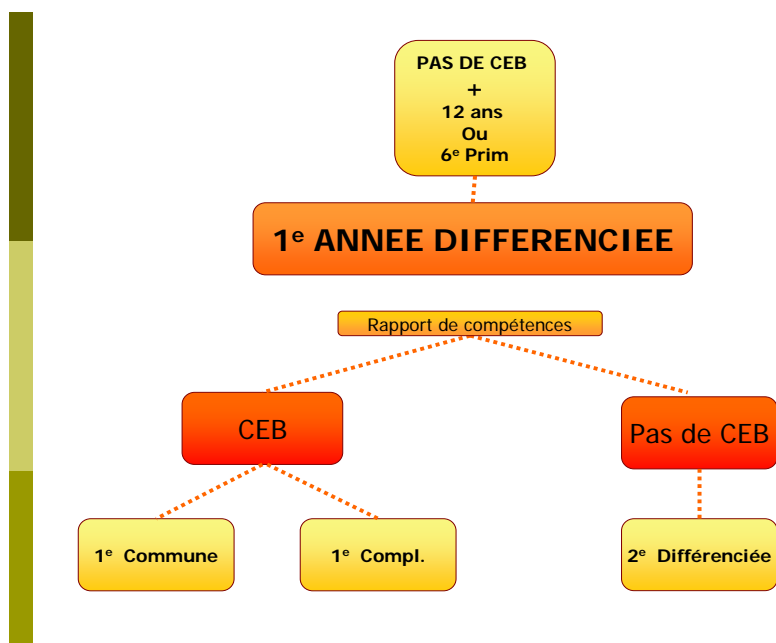 PAS DE CEB
+
12 ans
Ou
6e Prim
1e ANNEE DIFFERENCIEE
Rapport de compétences
CEB
Pas de CEB
1e Commune
1e Compl.
2e Différenciée